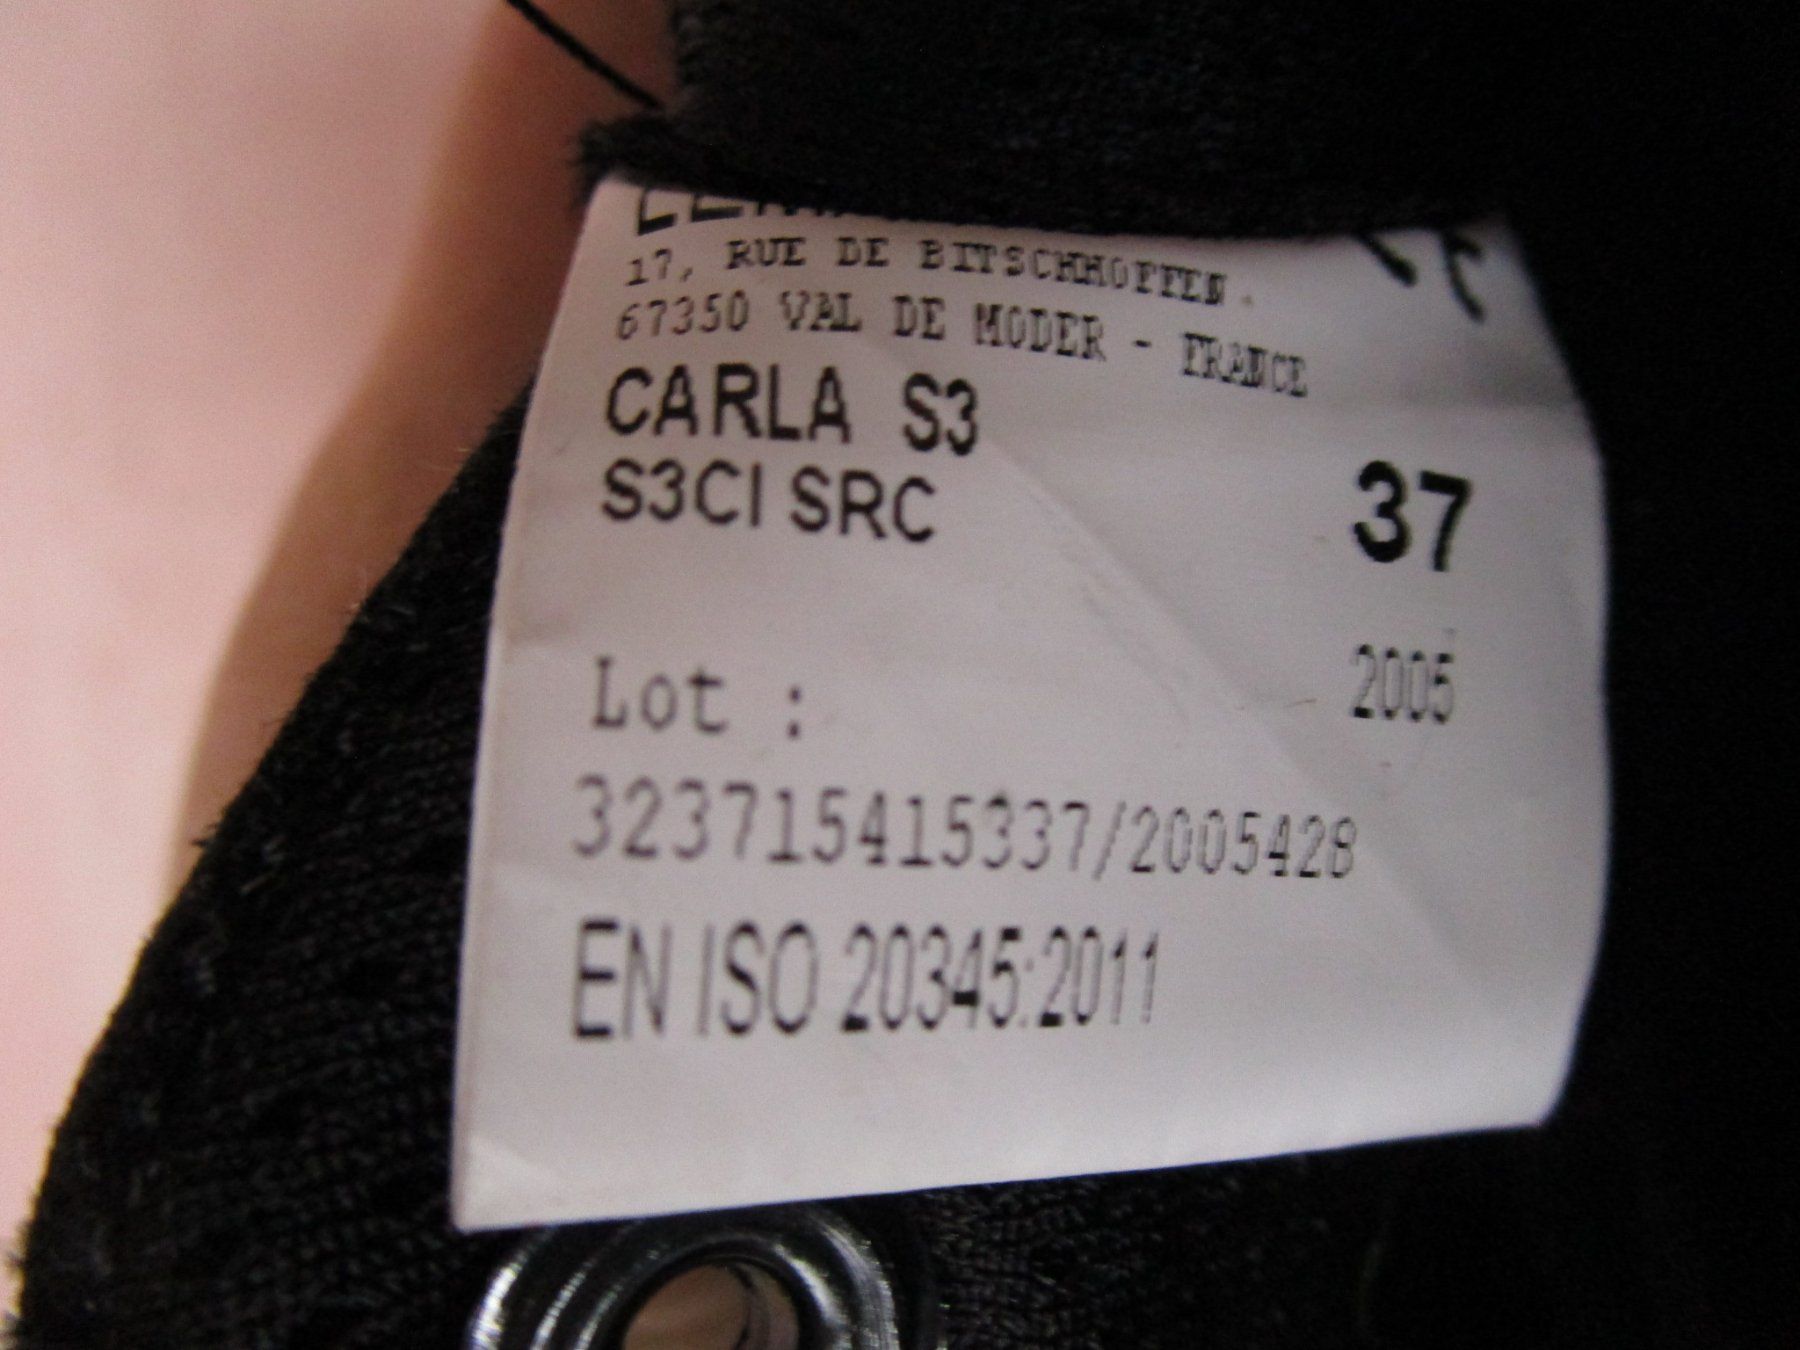 17, RUE DE BITSCHHOFFEN
67350 VAL DE MODER - FRANCE
CARLA S3
S3CI SRC
37
Lot :
2005
323715415337/2005428
EN ISO 20345:2011